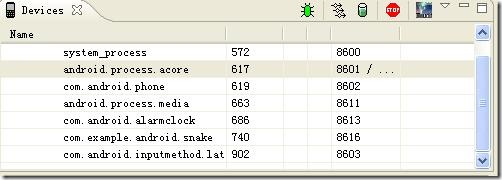 Devices
STOP
Name
system_process 572 8600
android.process.acore 617 8601 / ...
com.android.phone 619 8602
android.process.media 663 8611
com.android.alarmclock 686 8613
com.example.android.snake 740 8616
com.android.inputmethod.lat 902 8603